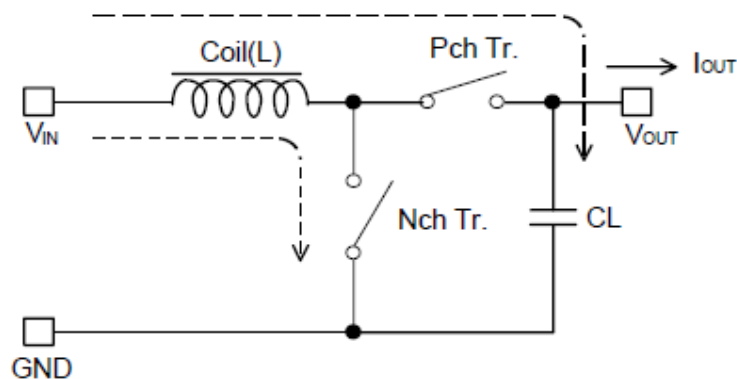 Coil(L)
Pch Tr.
IOUT
VIN
VOUT
Nch Tr.
CL
GND